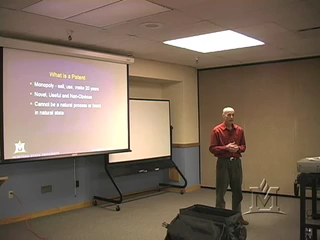 What is a Patent
• Monopoly - sell, use, make 20 years
• Novel, Useful and Non-Obvious
• Cannot be a natural process or listed
in natural state